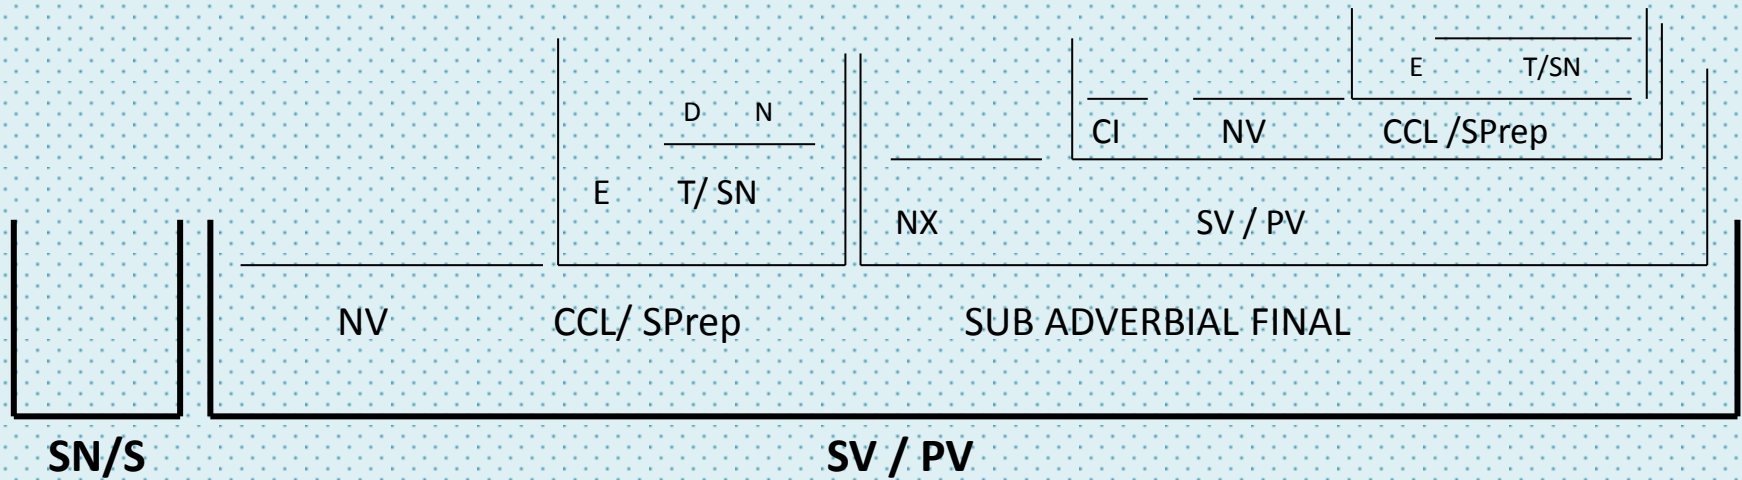 E T/SN
D N
CI NV CCL /SPrep
E T/ SN
NX SV / PV
NV CCL/ SPrep SUB ADVERBIAL FINAL
SN/S SV / PV